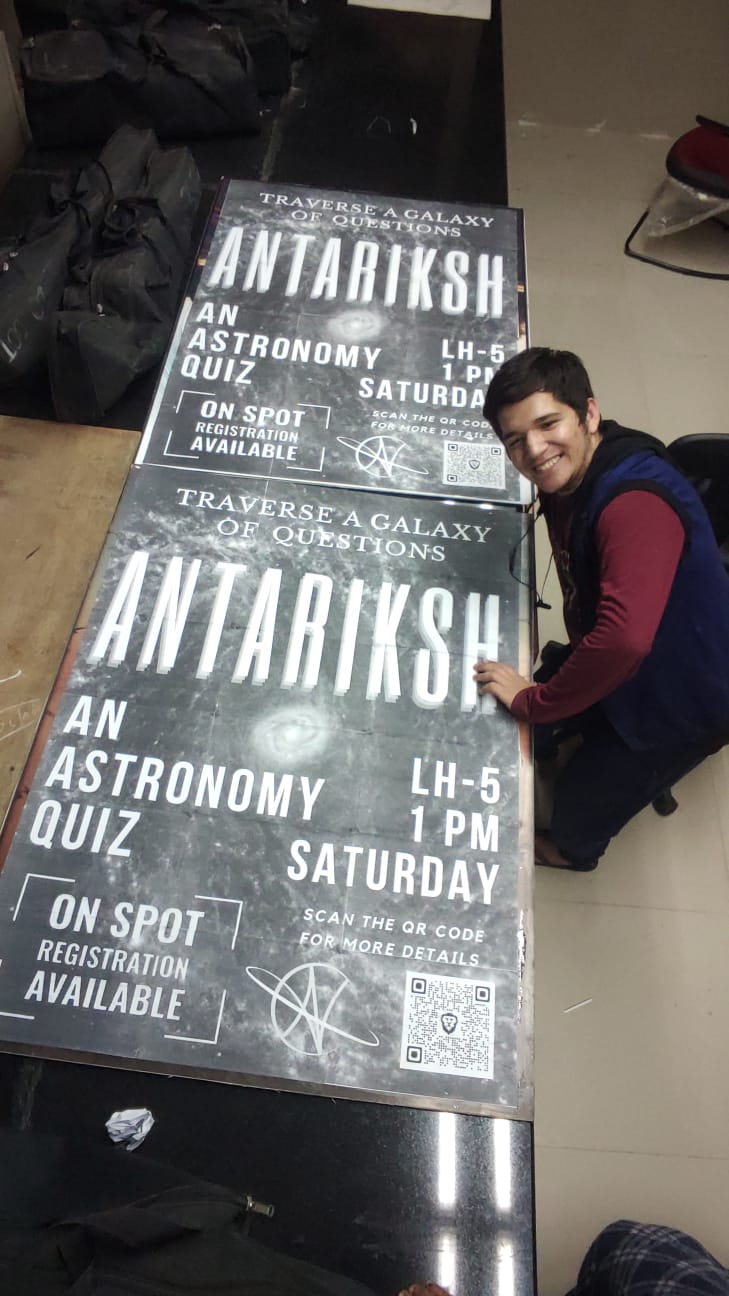 TRAVERSE A GALAXY
OF QUESTIONS
ANTARIKSH
AN
ASTRONOMY
QUIZ
LH-5
1 PM
SATURDAY
ON SPOT
REGISTRATION
AVAILABLE
SCAN THE QR CODE
FOR MORE DETAILS
TRAVERSE A GALAXY
OF QUESTIONS
ANTARIKSH
AN
ASTRONOMY
QUIZ
LH-5
1 PM
SATURDAY
ON SPOT
REGISTRATION
AVAILABLE
SCAN THE QR CODE
FOR MORE DETAILS